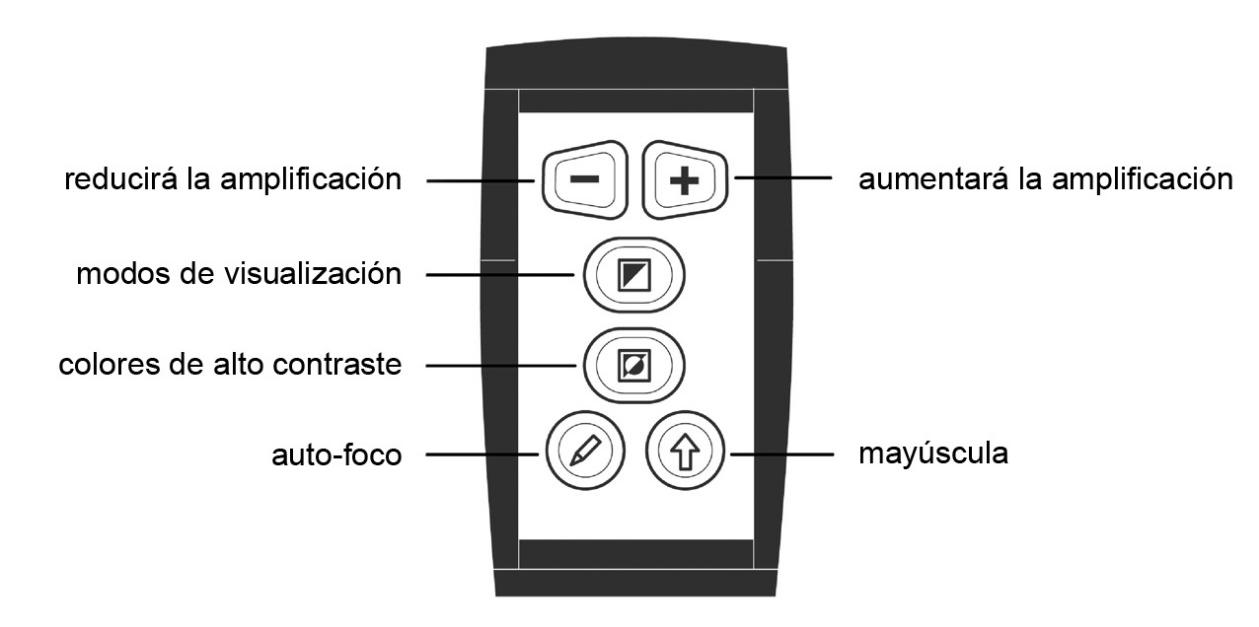 reducirá la amplificación
aumentará la amplificación
modos de visualización
colores de alto contraste
auto-foco
mayúscula